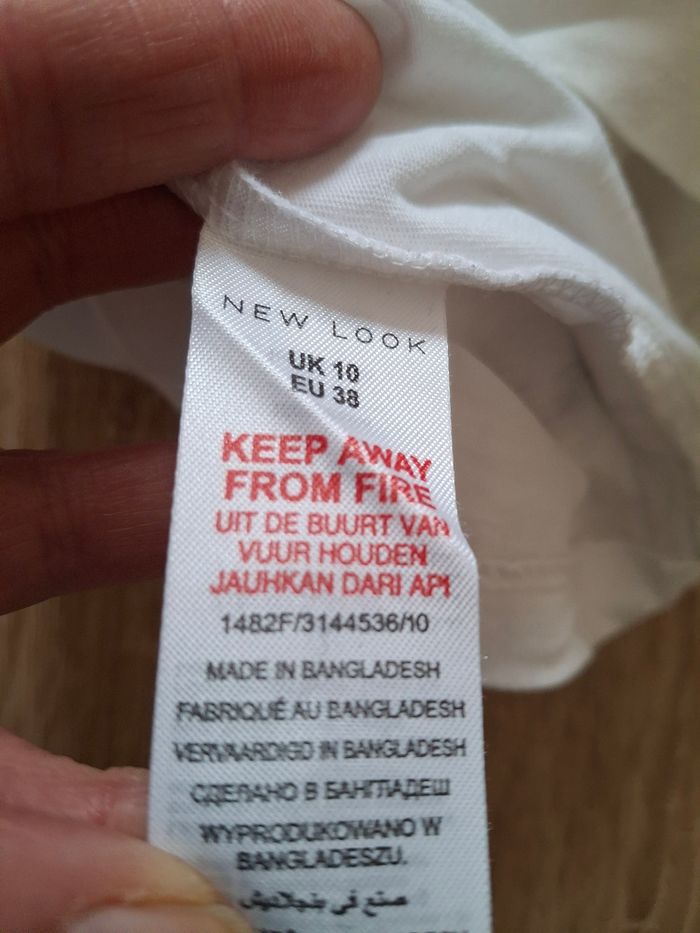 NEW LOOK
UK 10
EU 38
KEEP AWAY
FROM FIRE
UIT DE BUURT VAN
VUUR HOUDEN
JAUHKAN DARI API
1482F/3144536/10
MADE IN BANGLADESH
FABRIQUÉ AU BANGLADESH
VERVAARDIGD IN BANGLADESH
СДЕЛАНО В БАНГЛАДЕШ
WYPRODUKOWANO W
BANGLADESZU.
صنع في بنجلاديش